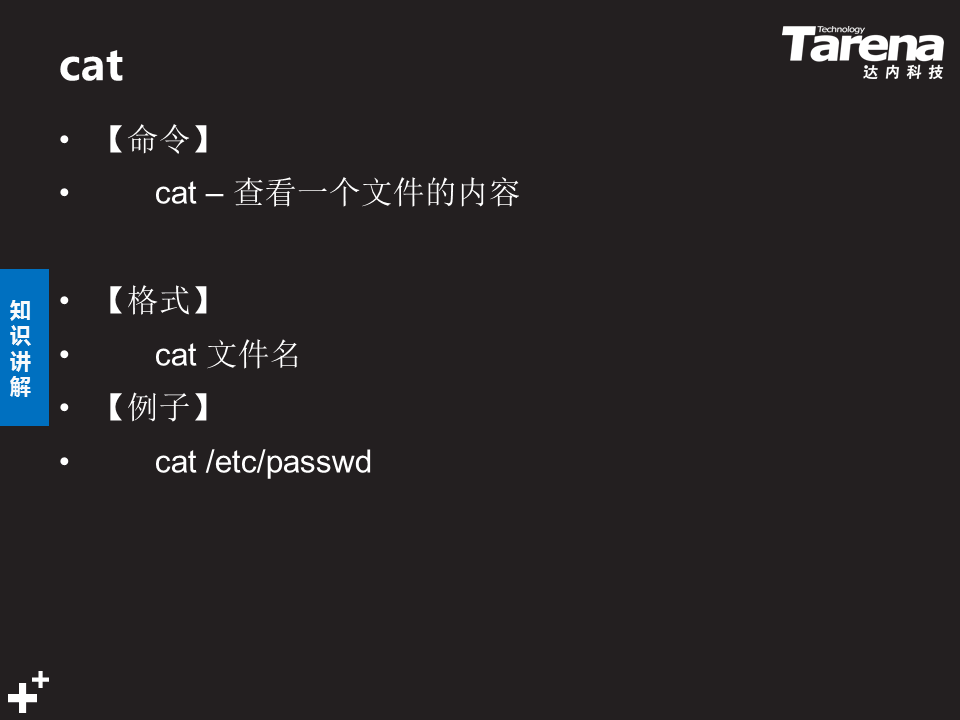 cat
Technology
Tarena
达内科技
• 【命令】
• cat – 查看一个文件的内容
• 【格式】
• cat 文件名
• 【例子】
• cat /etc/passwd
知识讲解